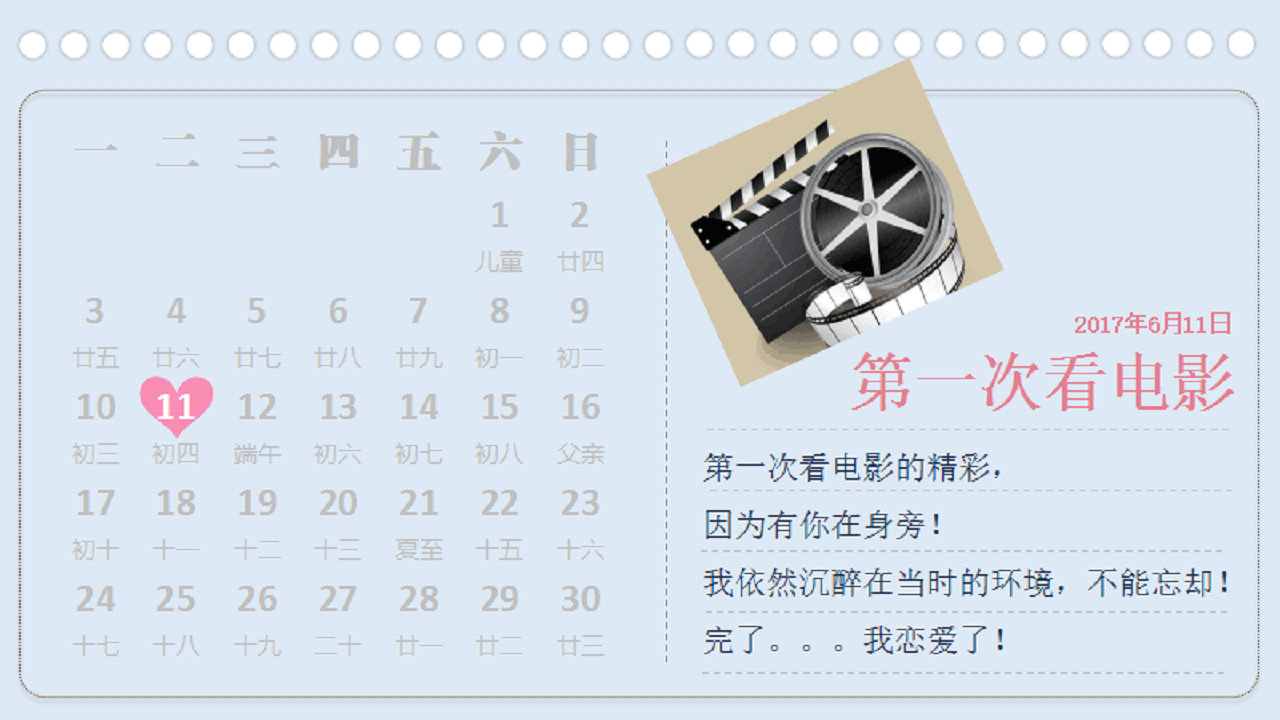 一 二 三 四 五 六 日
1 2
儿童 廿四
3 4 5 6 7 8 9
廿五 廿六 廿七 廿八 廿九 初一 初二
10 11 12 13 14 15 16
初三 初四 端午 初六 初七 初八 父亲
17 18 19 20 21 22 23
初十 十一 十二 十三 夏至 十五 十六
24 25 26 27 28 29 30
十七 十八 十九 二十 廿一 廿二 廿三
2017年6月11日
第一次看电影
第一次看电影的精彩，
因为有你在身旁！
我依然沉醉在当时的环境，不能忘却！
完了。。。我恋爱了！